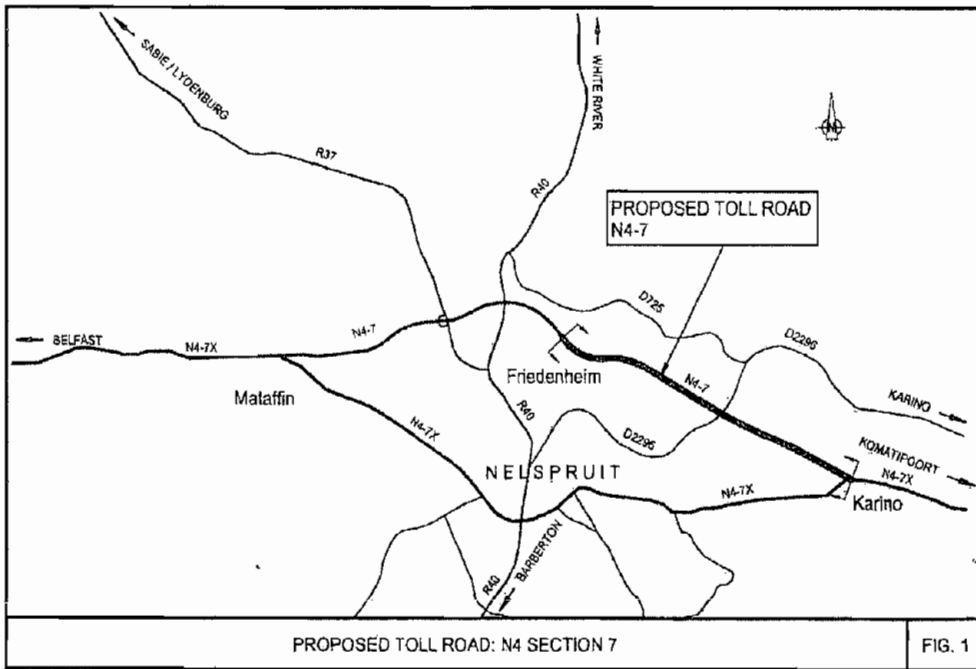 SABIE / LYDENBURG
WHITE RIVER
N
R37
R40
PROPOSED TOLL ROAD
N4-7
D725
BELFAST
N4-7X
N4-7
D2296
Mataffin
Friedenheim
N4-7
KARINO
N4-7X
R40
D2295
KOMATIPOORT
N4-7X
NELSPRUIT
N4-7X
Karino
R40
BARBERTON
PROPOSED TOLL ROAD: N4 SECTION 7
FIG. 1